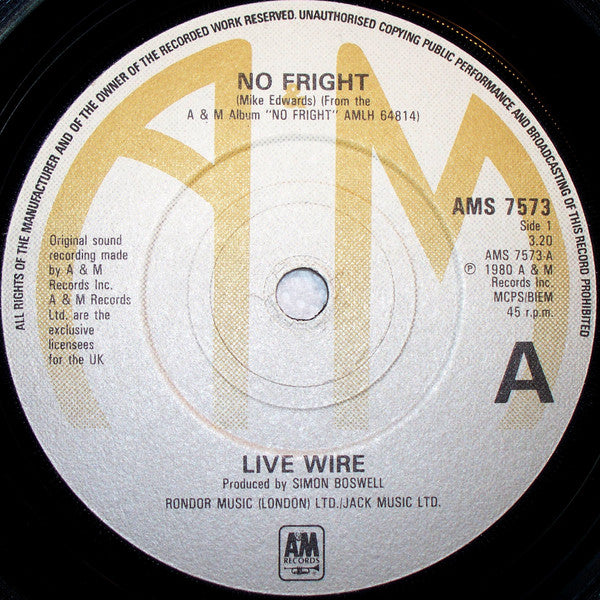 ALL RIGHTS OF THE MANUFACTURER AND OF THE OWNER OF THE RECORDED WORK RESERVED. UNAUTHORISED COPYING PUBLIC PERFORMANCE AND BROADCASTING OF THIS RECORD PROHIBITED
NO FRIGHT
(Mike Edwards) (From the
A & M Album "NO FRIGHT" AMLH 64814)
AMS 7573
Side 1
3.20
AMS 7573 A
℗ 1980 A & M
Records Inc.
MCPS/BIEM
45 r.p.m.
A
Original sound
recording made
by A & M
Records Inc.
A & M Records
Ltd. are the
exclusive
licensees
for the UK
LIVE WIRE
Produced by SIMON BOSWELL
RONDOR MUSIC (LONDON) LTD./JACK MUSIC LTD.
AM
RECORDS